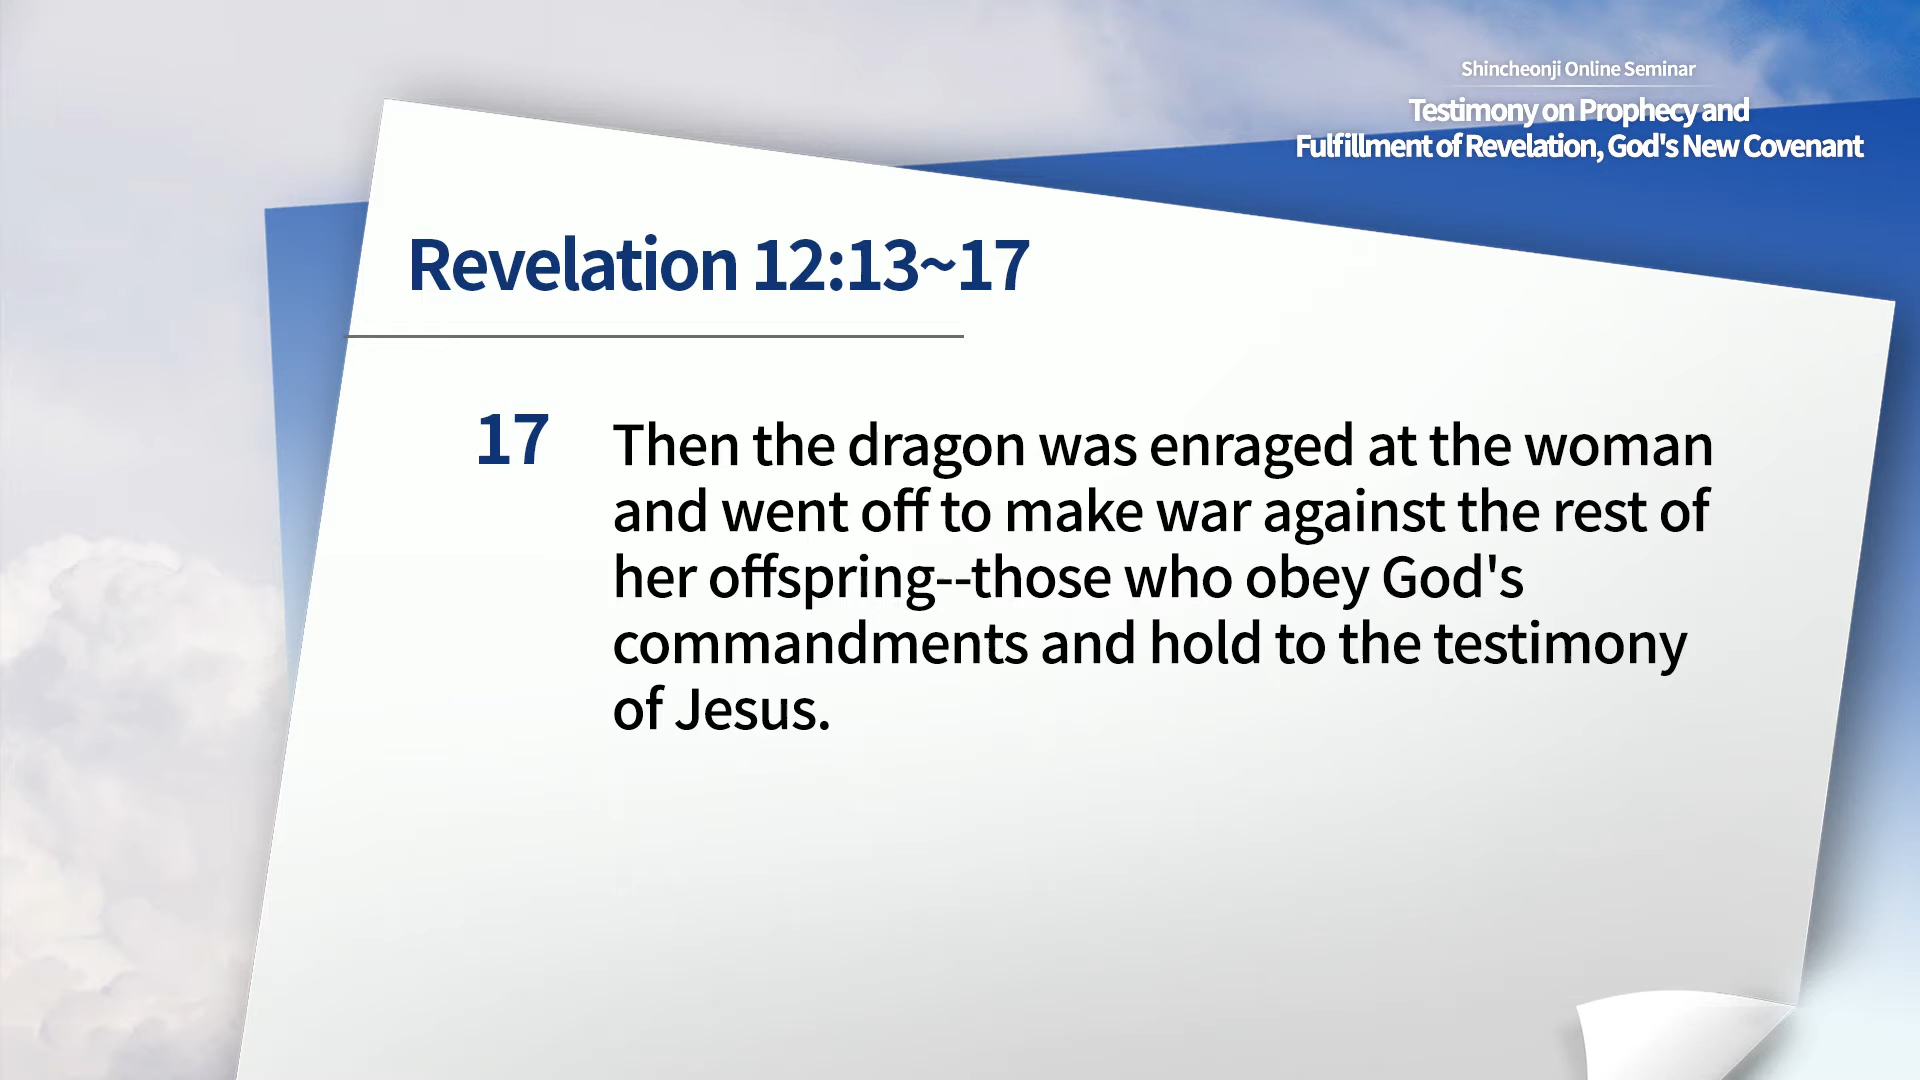 Shincheonji Online Seminar
Testimony on Prophecy and
Fulfillment of Revelation, God's New Covenant
Revelation 12:13~17
17 Then the dragon was enraged at the woman
and went off to make war against the rest of
her offspring--those who obey God's
commandments and hold to the testimony
of Jesus.